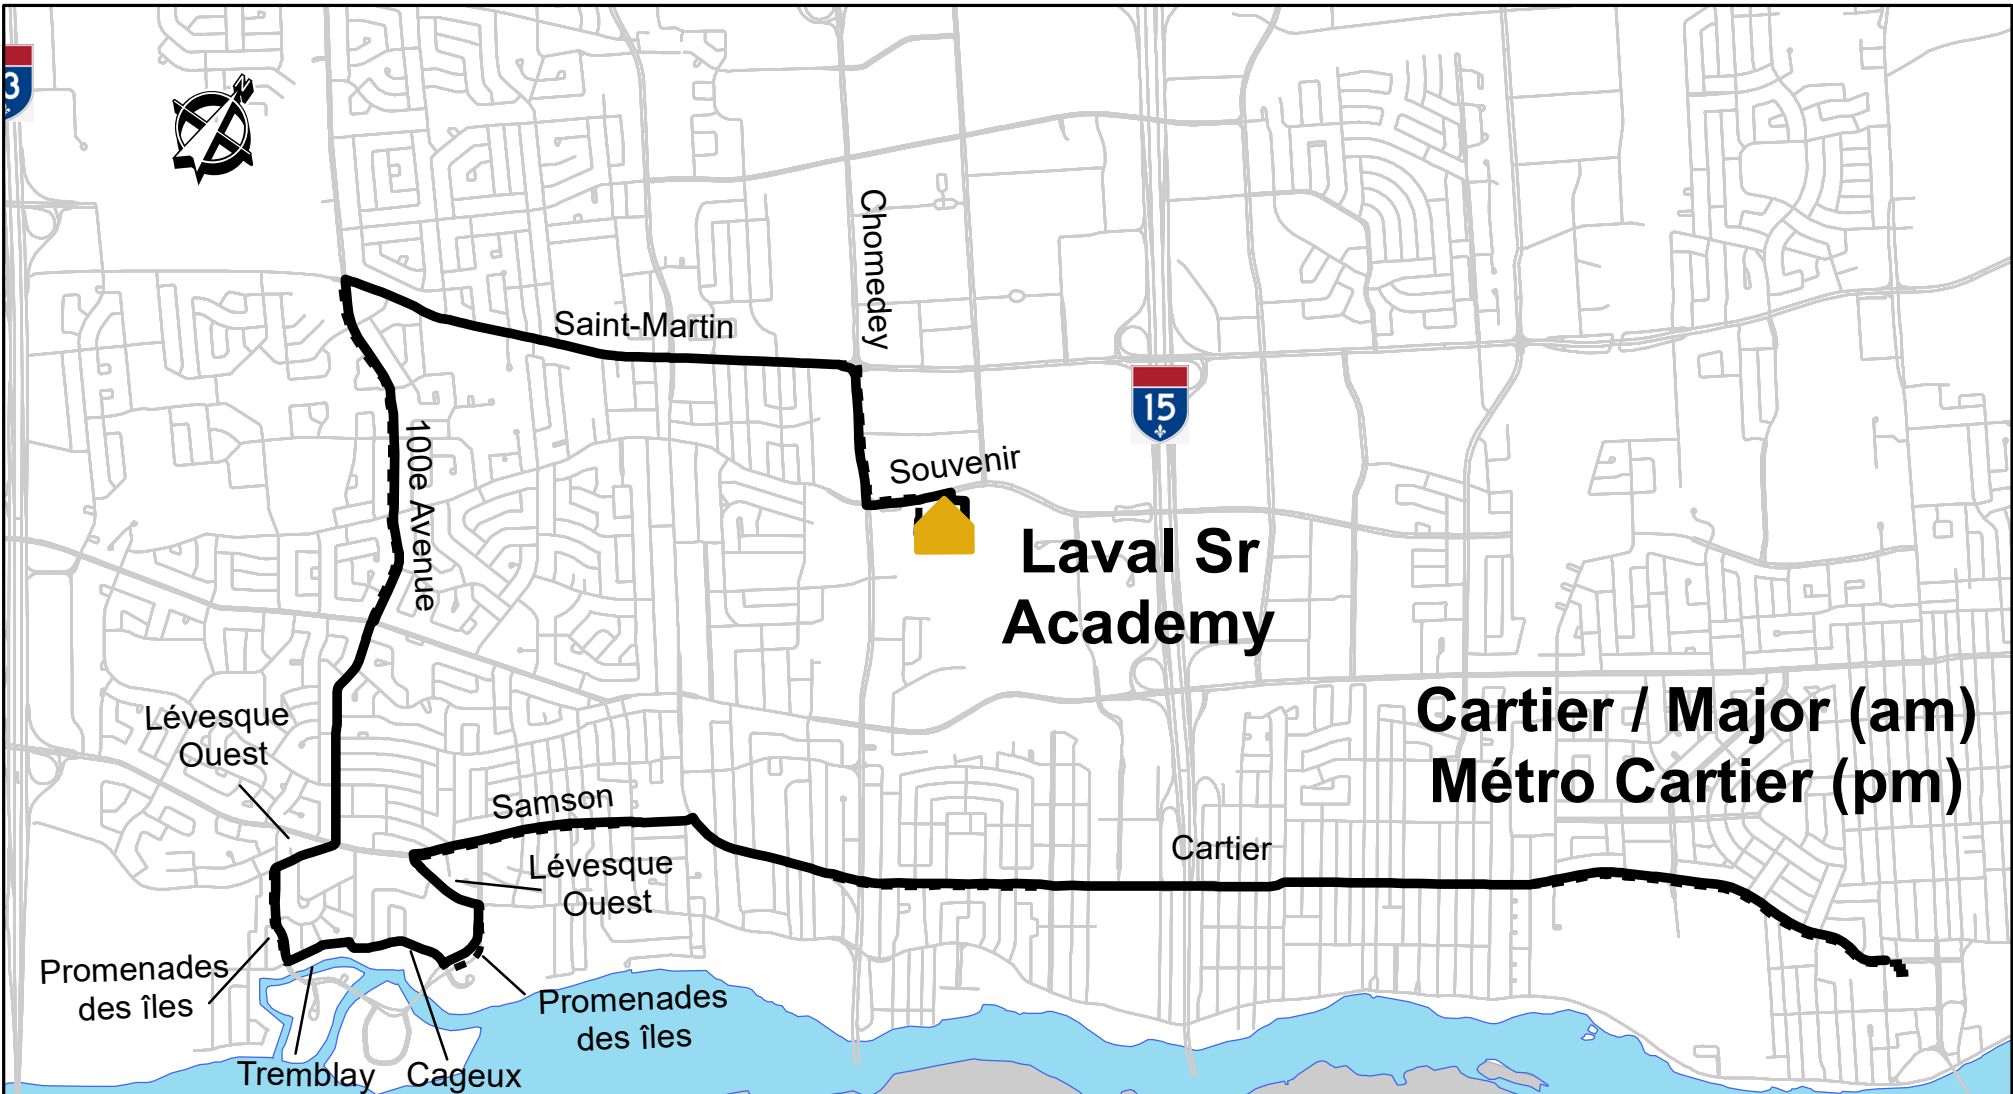 3
N
Chomedey
Saint-Martin
15
100e Avenue
Souvenir
Laval Sr
Academy
Cartier / Major (am)
Métro Cartier (pm)
Lévesque
Ouest
Samson
Cartier
Lévesque
Ouest
Promenades
des îles
Promenades
des îles
Tremblay
Cageux